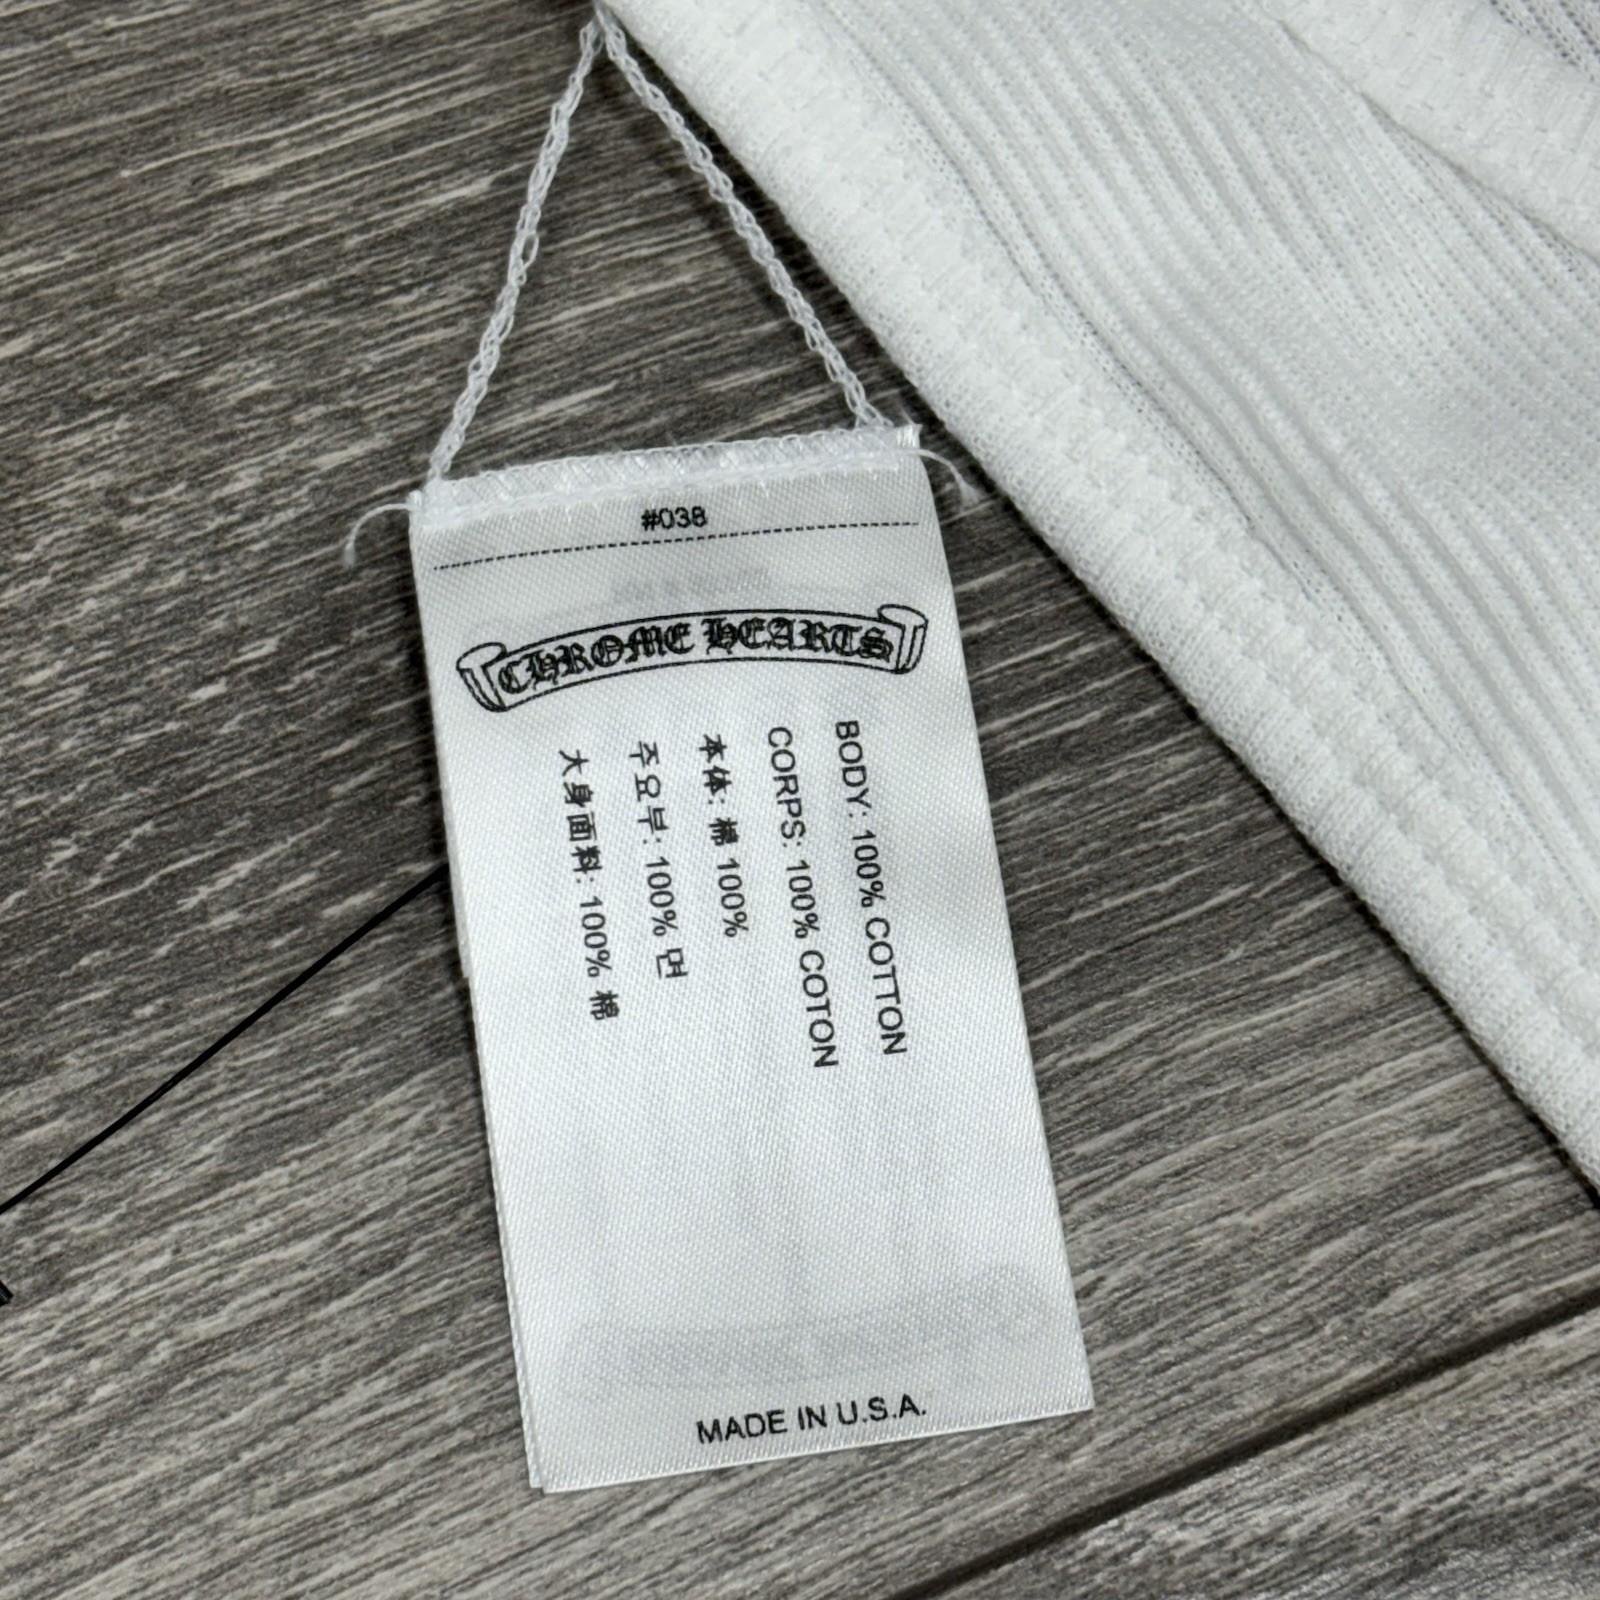 #038
CHROME HEARTS
BODY: 100% COTTON
CORPS: 100% COTON
本体: 棉 100%
주요부: 100% 면
大身面料: 100% 棉
MADE IN U.S.A.